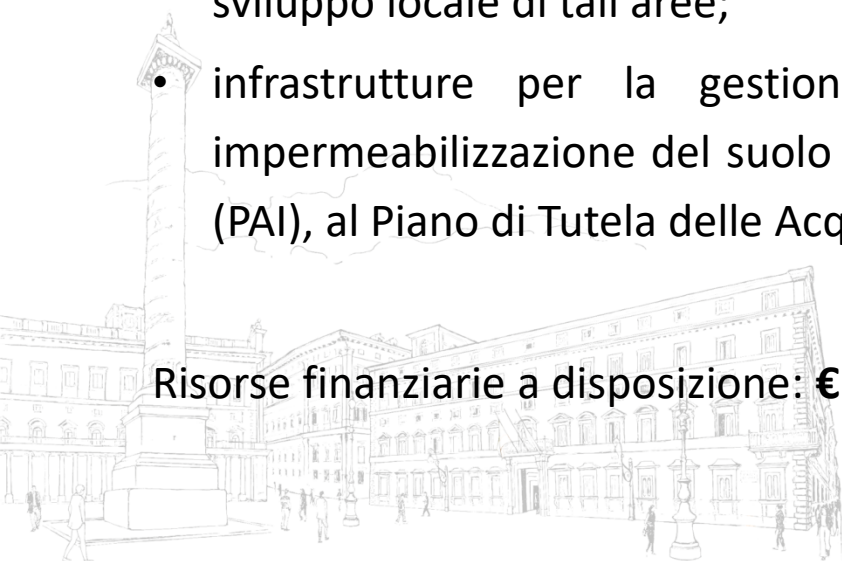 sviluppo locale di tali aree;
• infrastrutture per la gestion
impermeabilizzazione del suolo
(PAI), al Piano di Tutela delle Acq
Risorse finanziarie a disposizione: €